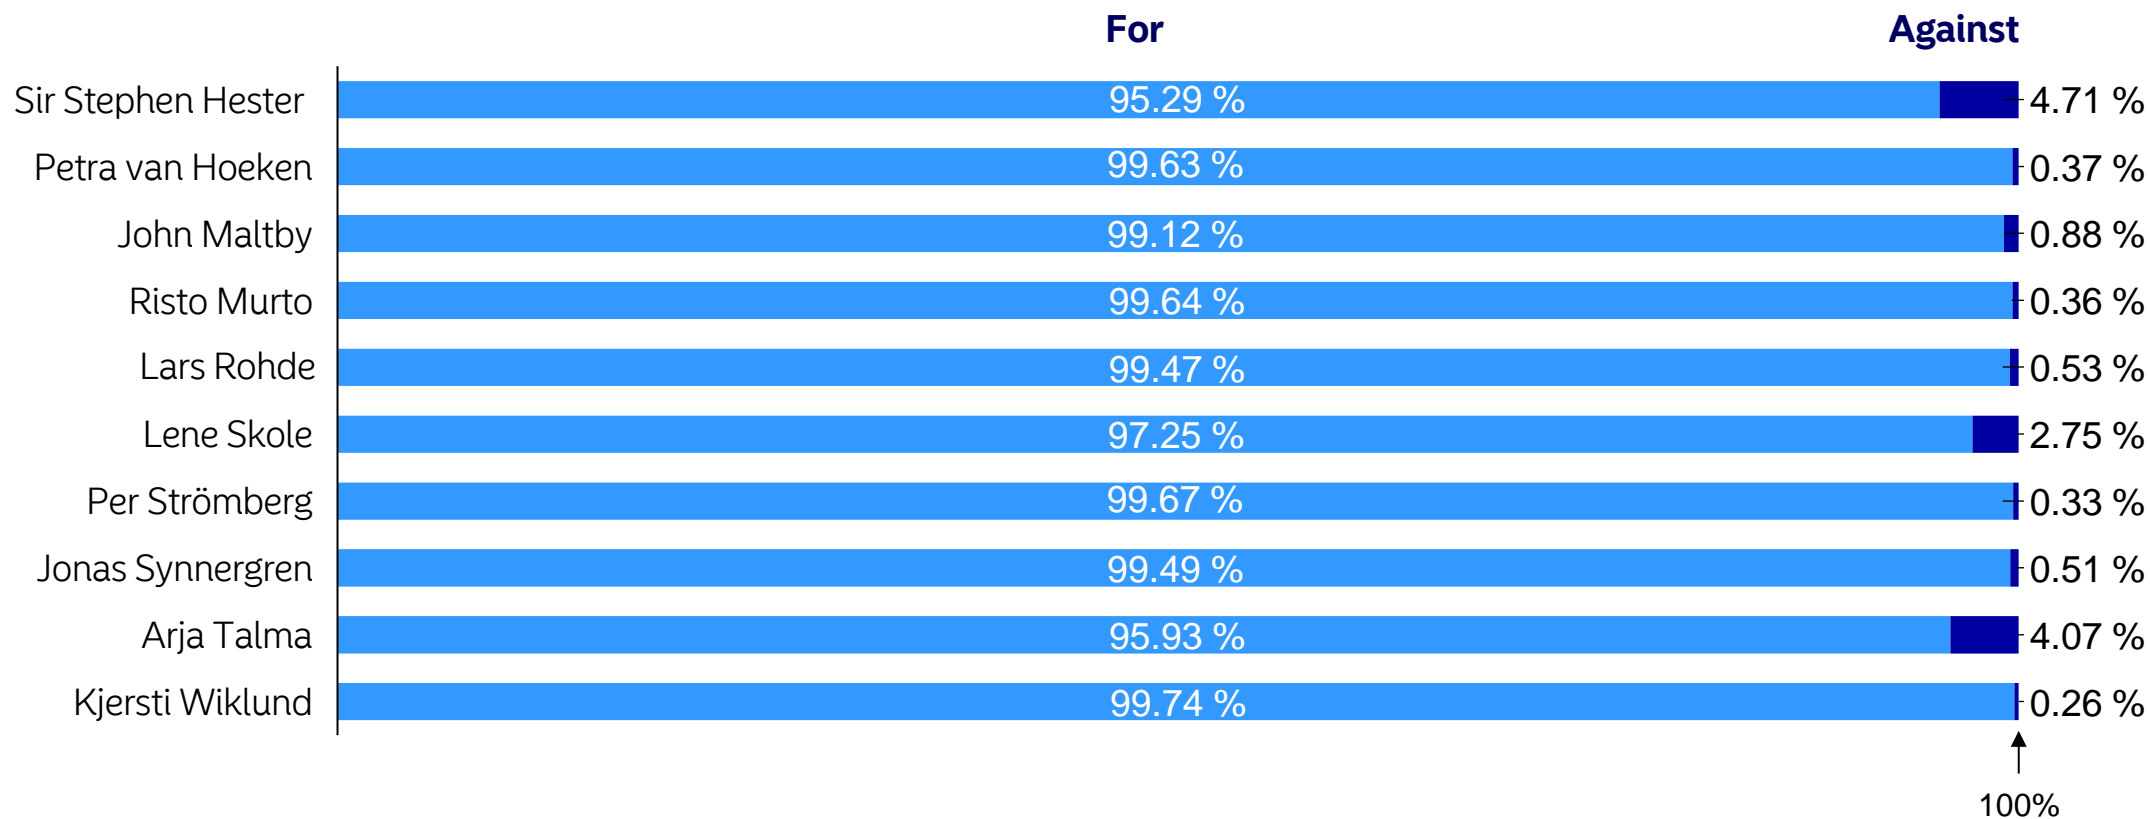 For Against
Sir Stephen Hester 95.29 % 4.71 %
Petra van Hoeken 99.63 % 0.37 %
John Maltby 99.12 % 0.88 %
Risto Murto 99.64 % 0.36 %
Lars Rohde 99.47 % 0.53 %
Lene Skole 97.25 % 2.75 %
Per Strömberg 99.67 % 0.33 %
Jonas Synnergren 99.49 % 0.51 %
Arja Talma 95.93 % 4.07 %
Kjersti Wiklund 99.74 % 0.26 %
100%